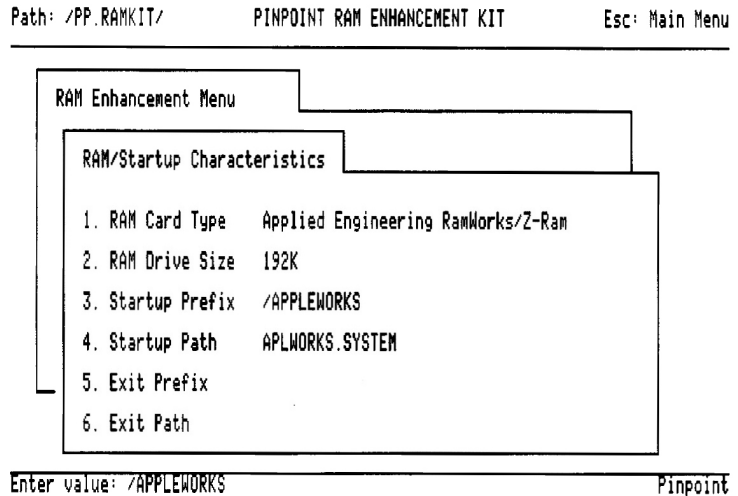 Path: /PP.RAMKIT/ PINPOINT RAM ENHANCEMENT KIT Esc: Main Menu
RAM Enhancement Menu
RAM/Startup Characteristics
1. RAM Card Type Applied Engineering RamWorks/Z-Ram
2. RAM Drive Size 192K
3. Startup Prefix /APPLEWORKS
4. Startup Path APLWORKS.SYSTEM
5. Exit Prefix
6. Exit Path
Enter value: /APPLEWORKS Pinpoint